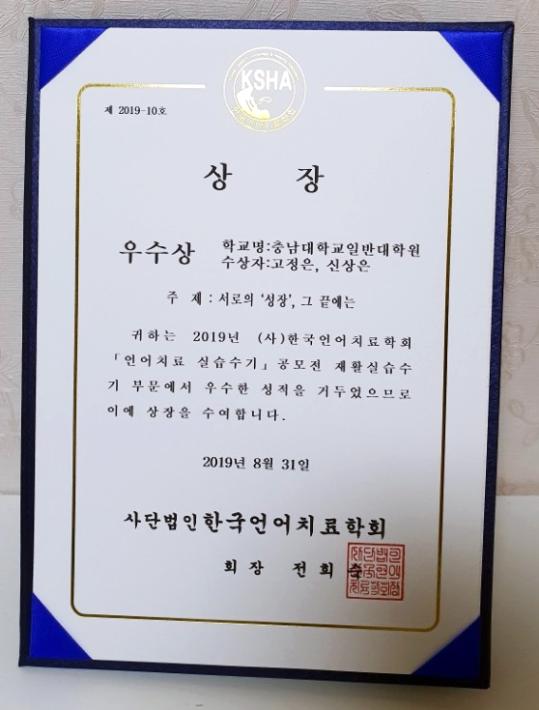 KSHA
제 2019-10호
상 장
우수상
학교명:충남대학교일반대학원
수상자:고정은, 신상은
주 제 : 서로의 '성장', 그 끝에는
귀하는 2019년 (사)한국언어치료학회
「언어치료 실습수기」공모전 재활실습수
기 부문에서 우수한 성적을 거두었으므로
이에 상장을 수여합니다.
2019년 8월 31일
사단법인한국언어치료학회
회장 전희숙